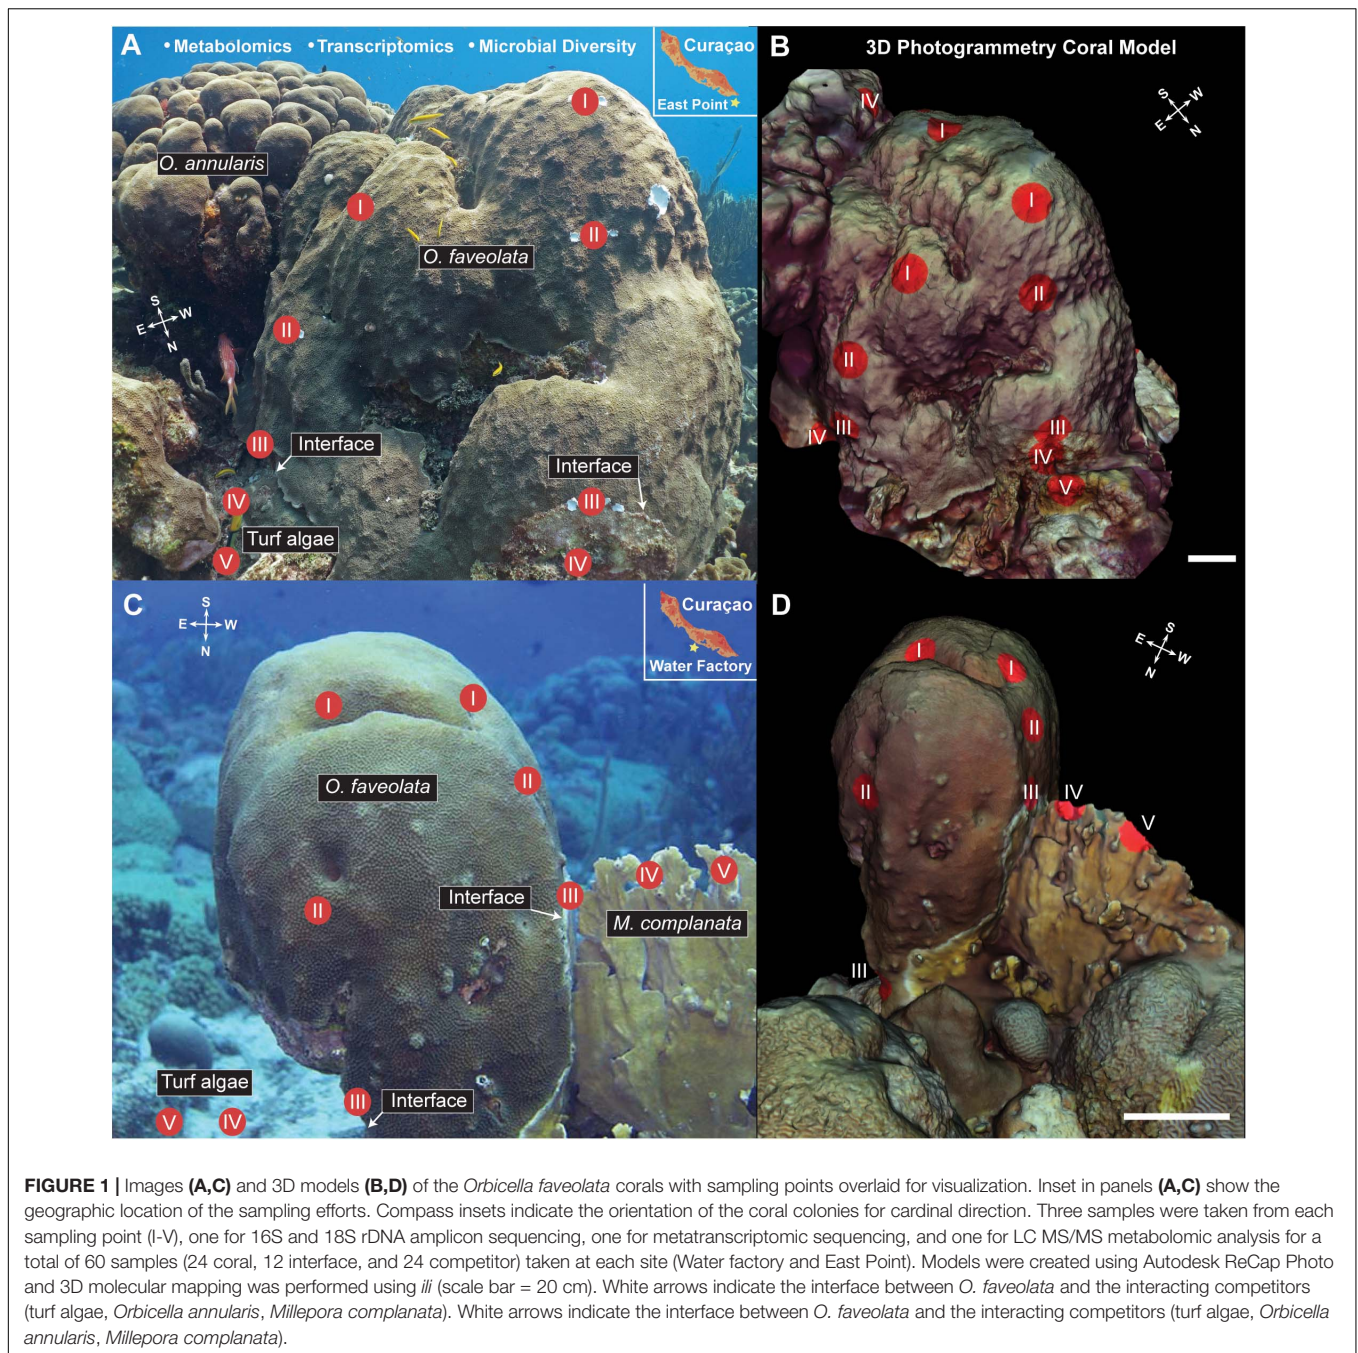 A
• Metabolomics • Transcriptomics • Microbial Diversity
Curaçao
East Point
O. annularis
I
I
II
O. faveolata
S
E W
N
II
III
Interface
Interface
IV
III
Turf algae
V
IV
B
3D Photogrammetry Coral Model
IV
W
S
E
N
I
I
I
II
II
IV
III
III
IV
V
C
S
E W
N
Curaçao
Water Factory
I
I
II
O. faveolata
II
Interface
III
IV
V
M. complanata
Turf algae
V
IV
III
Interface
D
S
E
W
N
I
I
II
II
III
IV
V
III
FIGURE 1 | Images (A,C) and 3D models (B,D) of the Orbicella faveolata corals with sampling points overlaid for visualization. Inset in panels (A,C) show the
geographic location of the sampling efforts. Compass insets indicate the orientation of the coral colonies for cardinal direction. Three samples were taken from each
sampling point (I-V), one for 16S and 18S rDNA amplicon sequencing, one for metatranscriptomic sequencing, and one for LC MS/MS metabolomic analysis for a
total of 60 samples (24 coral, 12 interface, and 24 competitor) taken at each site (Water factory and East Point). Models were created using Autodesk ReCap Photo
and 3D molecular mapping was performed using ili (scale bar = 20 cm). White arrows indicate the interface between O. faveolata and the interacting competitors
(turf algae, Orbicella annularis, Millepora complanata). White arrows indicate the interface between O. faveolata and the interacting competitors (turf algae, Orbicella
annularis, Millepora complanata).